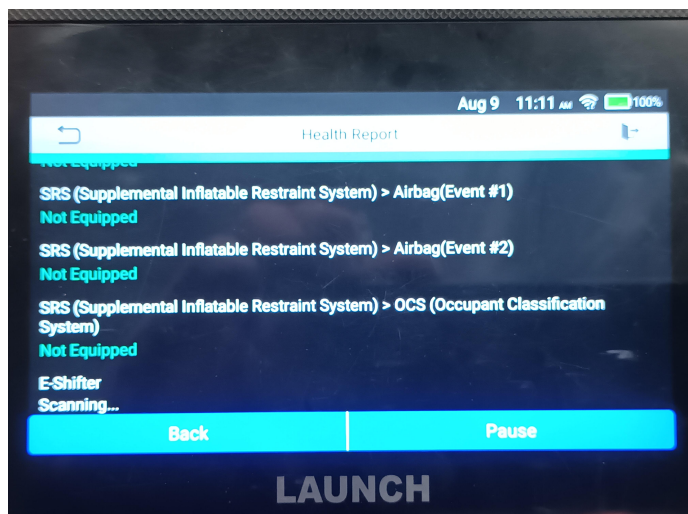 Aug 9 11:11 AM 100%
Health Report
Not Equipped
SRS (Supplemental Inflatable Restraint System) > Airbag(Event #1)
Not Equipped
SRS (Supplemental Inflatable Restraint System) > Airbag(Event #2)
Not Equipped
SRS (Supplemental Inflatable Restraint System) > OCS (Occupant Classification
System)
Not Equipped
E-Shifter
Scanning...
Back Pause
LAUNCH